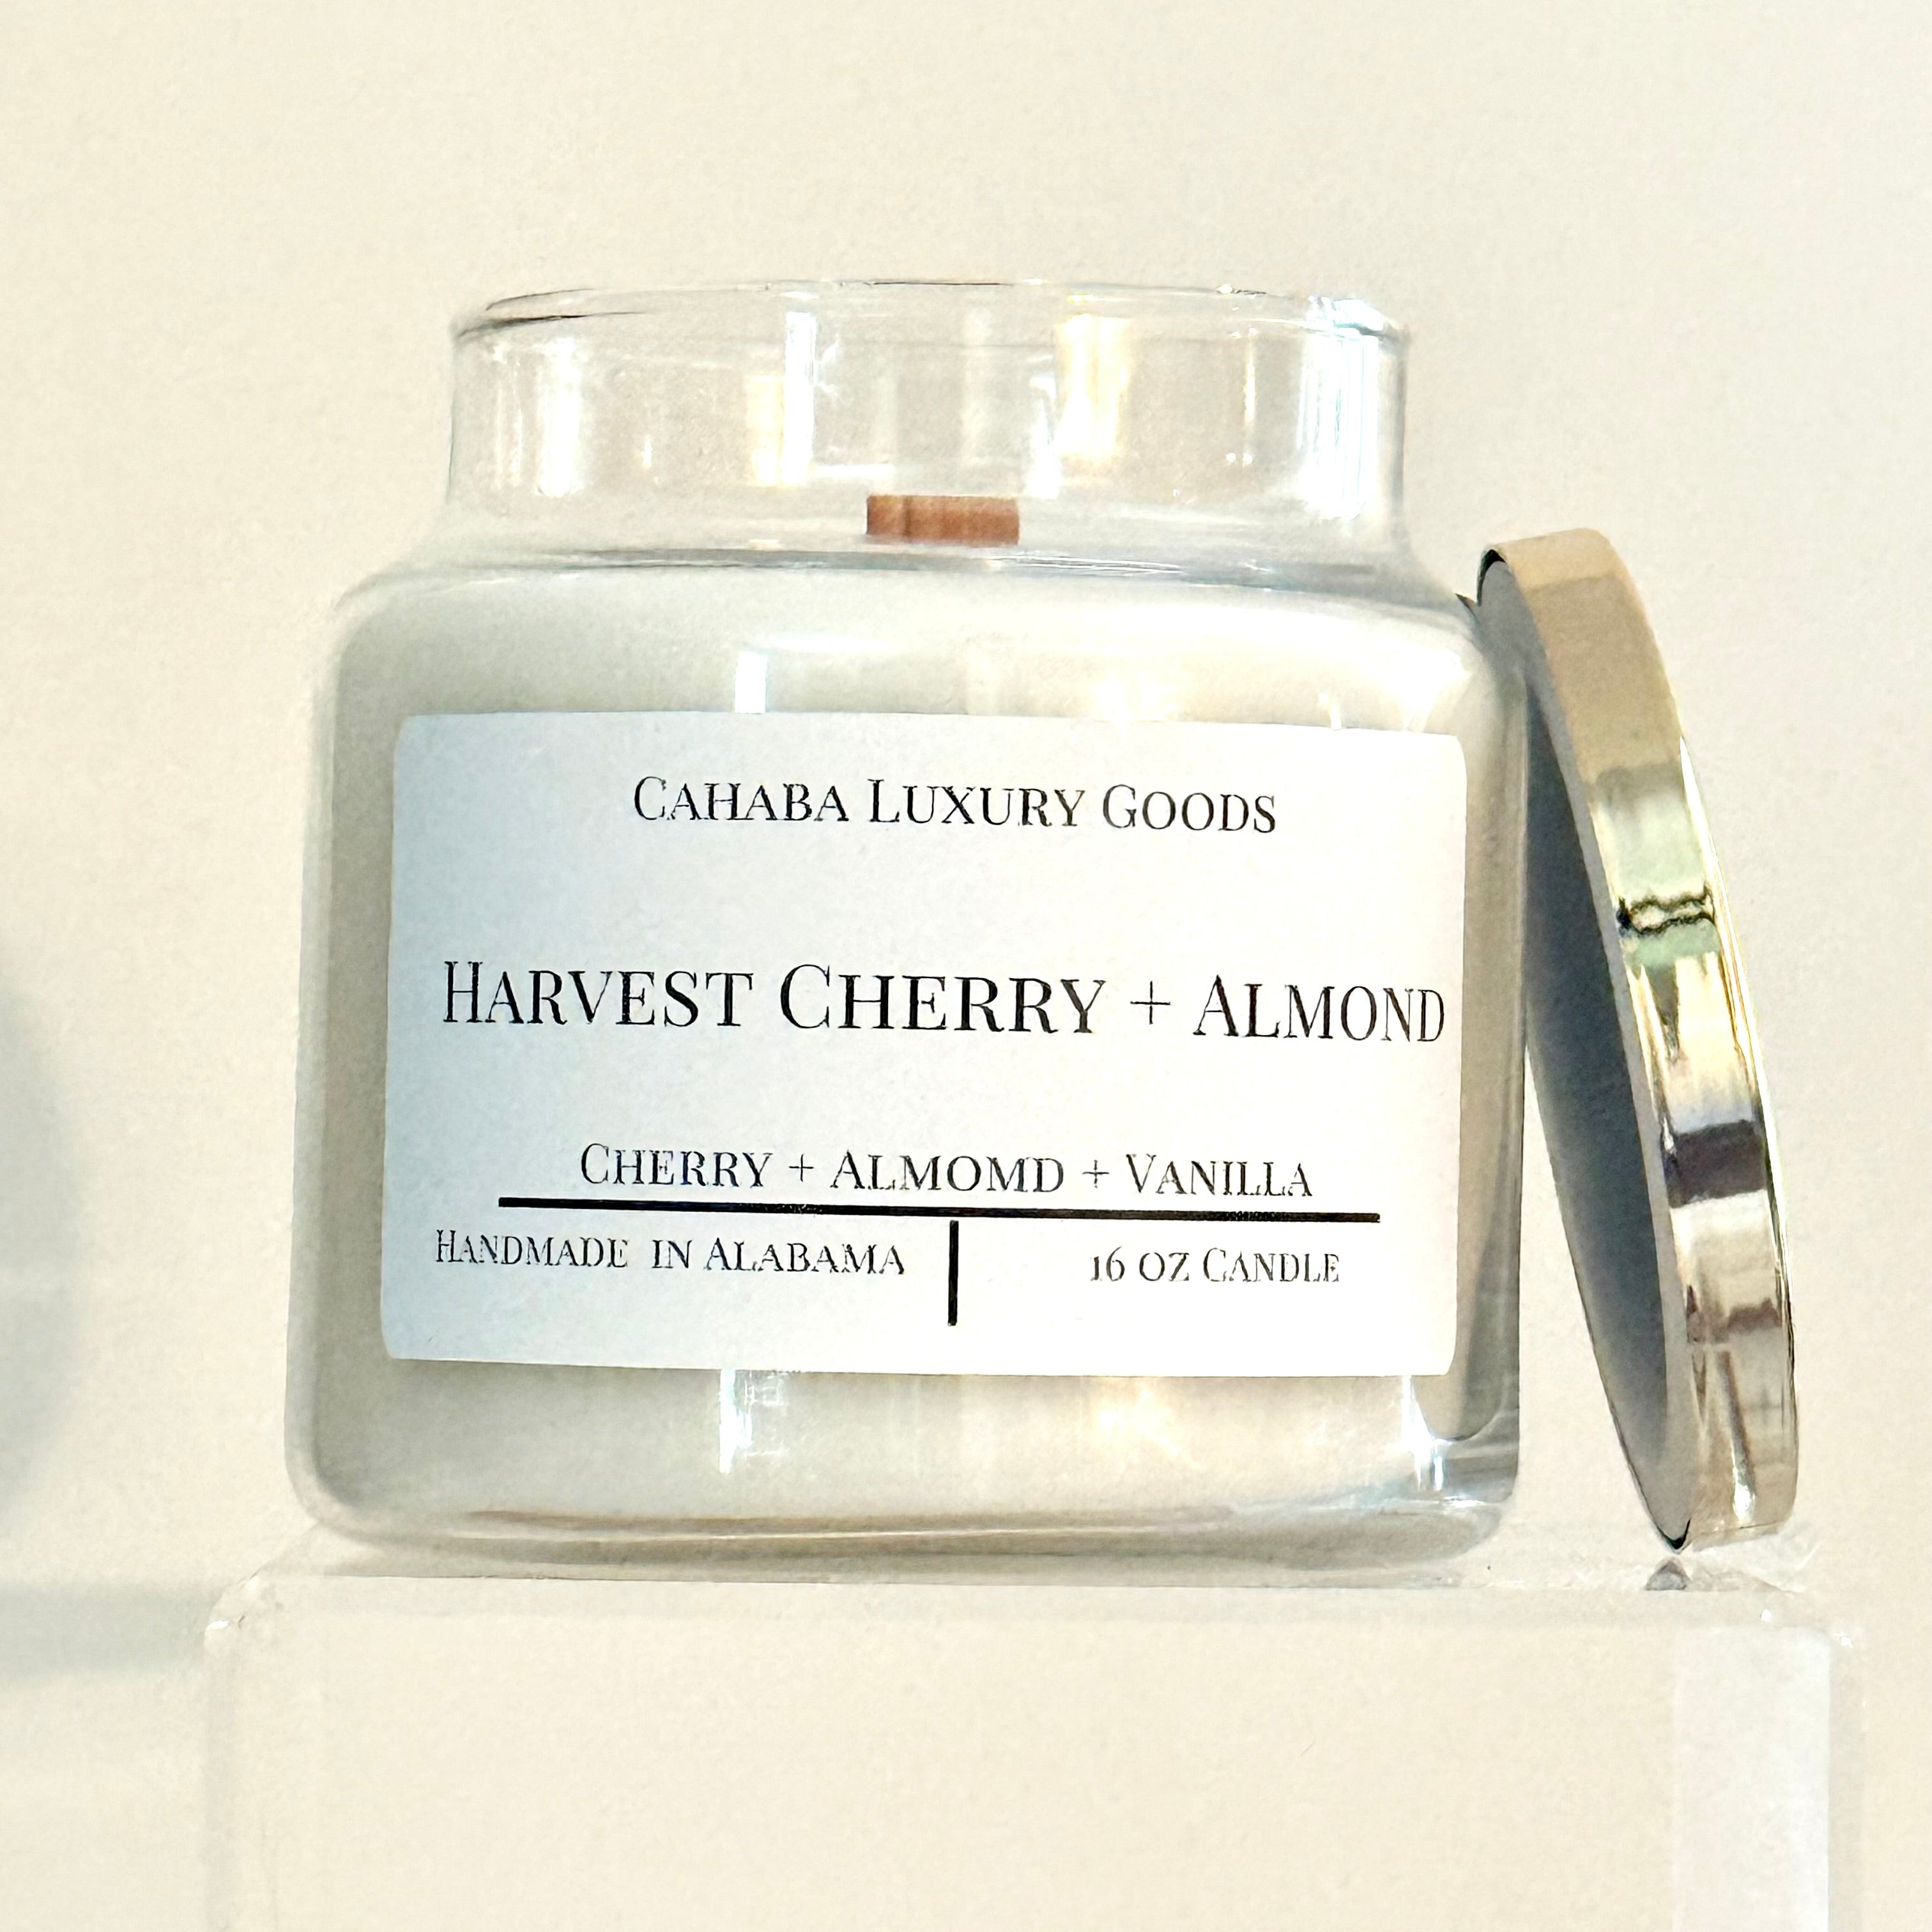 Cahaba Luxury Goods
Harvest Cherry + Almond
Cherry + Almomd + Vanilla
Handmade in Alabama
16 oz Candle